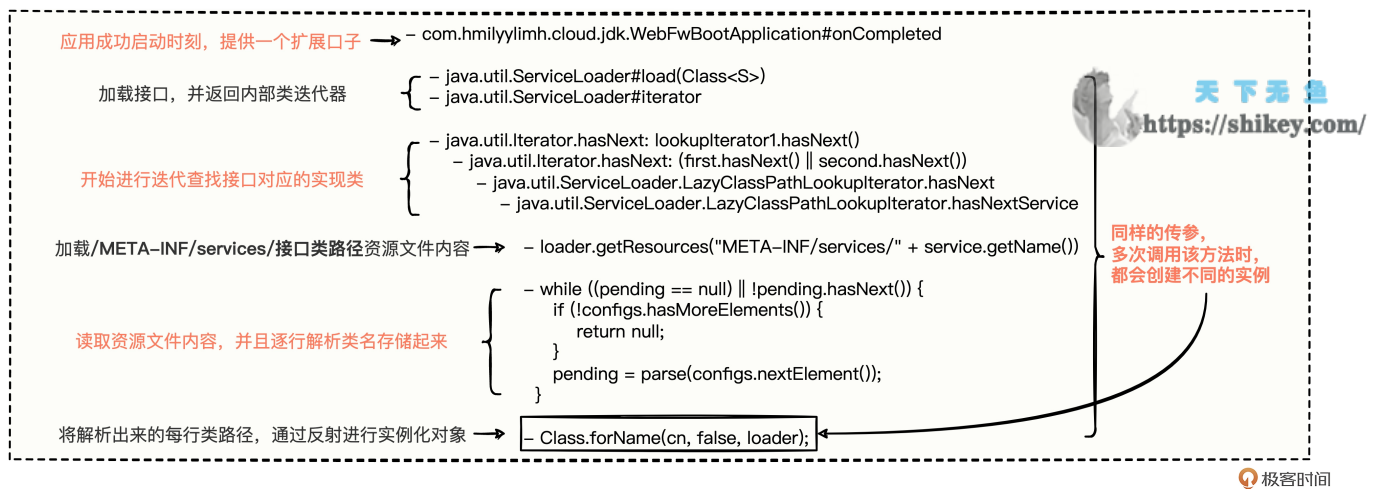 应用成功启动时刻，提供一个扩展口子
- com.hmilyylimh.cloud.jdk.WebFwBootApplication#onCompleted
加载接口，并返回内部类迭代器
- java.util.ServiceLoader#load(Class<S>)
- java.util.ServiceLoader#iterator
天下无鱼
https://shikey.com/
开始进行迭代查找接口对应的实现类
- java.util.Iterator.hasNext: lookupIterator1.hasNext()
- java.util.Iterator.hasNext: (first.hasNext() || second.hasNext())
- java.util.ServiceLoader.LazyClassPathLookupIterator.hasNext
- java.util.ServiceLoader.LazyClassPathLookupIterator.hasNextService
加载/META-INF/services/接口类路径资源文件内容
- loader.getResources("META-INF/services/" + service.getName())
同样的传参，
多次调用该方法时，
都会创建不同的实例
读取资源文件内容，并且逐行解析类名存储起来
- while ((pending == null) || !pending.hasNext()) {
if (!configs.hasMoreElements()) {
return null;
}
pending = parse(configs.nextElement());
}
将解析出来的每行类路径，通过反射进行实例化对象
- Class.forName(cn, false, loader);
极客时间